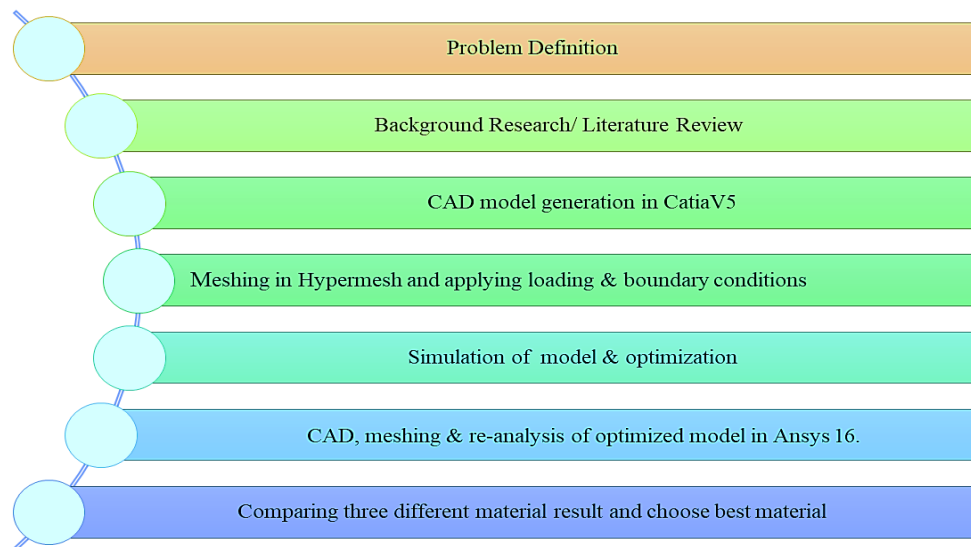 Problem Definition
Background Research/ Literature Review
CAD model generation in CatiaV5
Meshing in Hypermesh and applying loading & boundary conditions
Simulation of model & optimization
CAD, meshing & re-analysis of optimized model in Ansys 16.
Comparing three different material result and choose best material